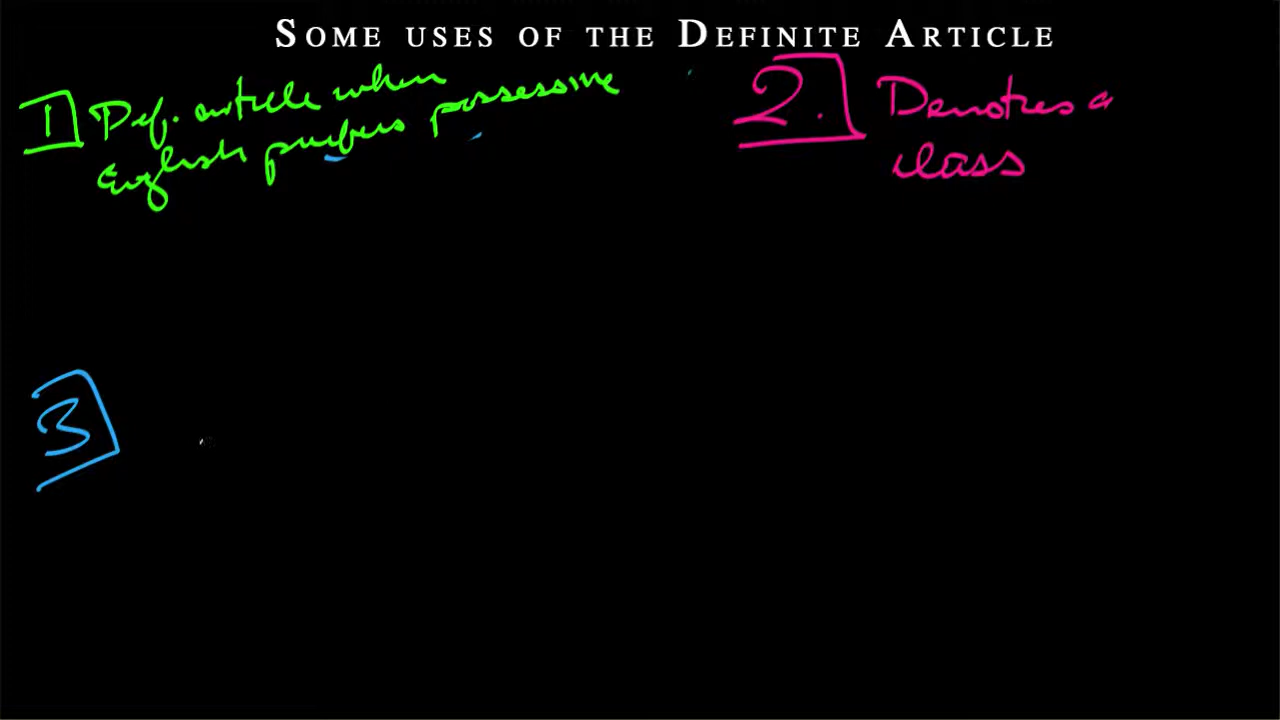 SOME USES OF THE DEFINITE ARTICLE
1 Def. article when
English prefers possessive
2. Denotes a
class
3